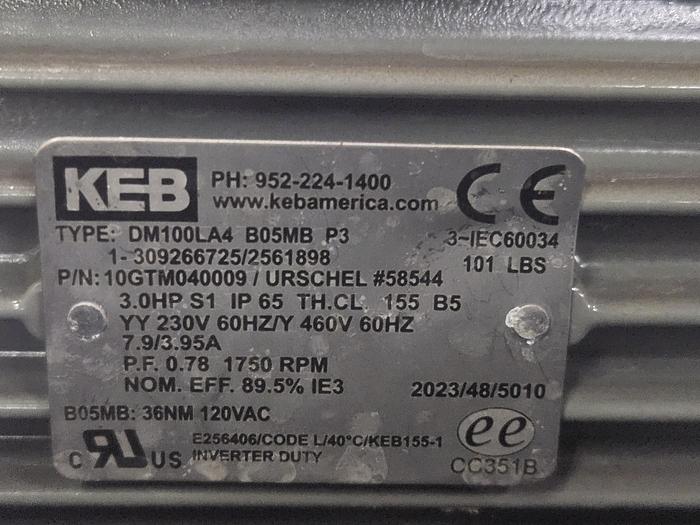 KEB PH: 952-224-1400 CE
www.kebamerica.com
TYPE: DM100LA4 B05MB P3 3~IEC60034
1- 309266725/2561898 101 LBS
P/N: 10GTM040009 / URSCHEL #58544
3.0HP S1 IP 65 TH.CL. 155 B5
YY 230V 60HZ/Y 460V 60HZ
7.9/3.95A
P.F. 0.78 1750 RPM
NOM. EFF. 89.5% IE3 2023/48/5010
B05MB: 36NM 120VAC
E256406/CODE L/40°C/KEB155-1 ee
c RU US INVERTER DUTY CC351B